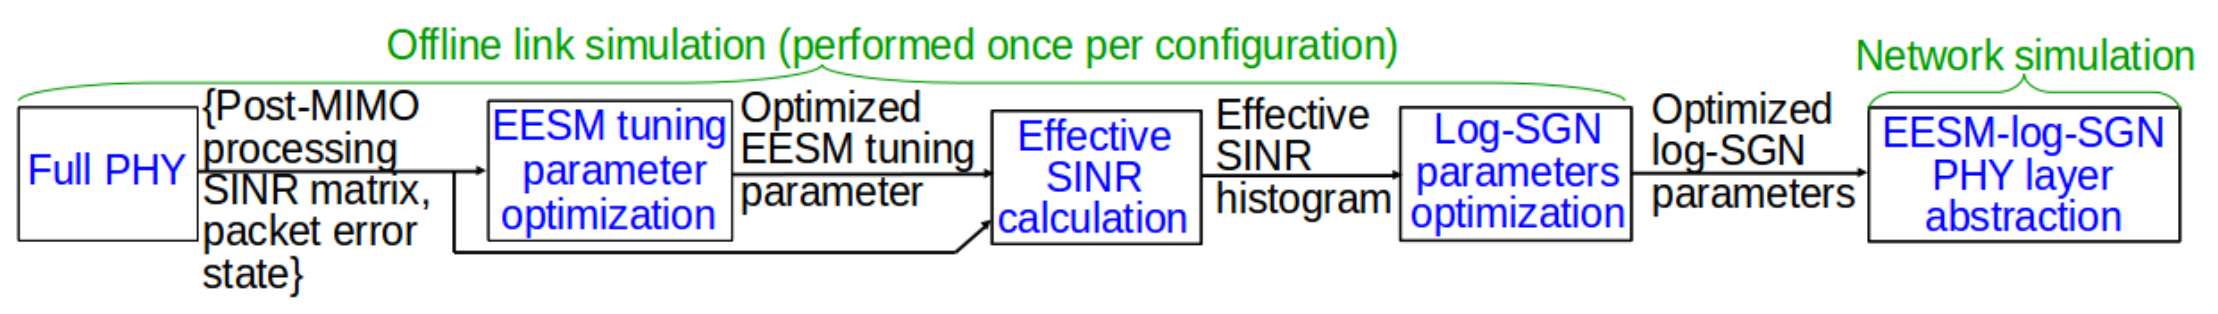 Offline link simulation (performed once per configuration)
Network simulation
Full PHY
{Post-MIMO
processing
SINR matrix,
packet error
state}
EESM tuning
parameter
optimization
Optimized
EESM tuning
parameter
Effective
SINR
calculation
Effective
SINR
histogram
Log-SGN
parameters
optimization
Optimized
log-SGN
parameters
EESM-log-SGN
PHY layer
abstraction